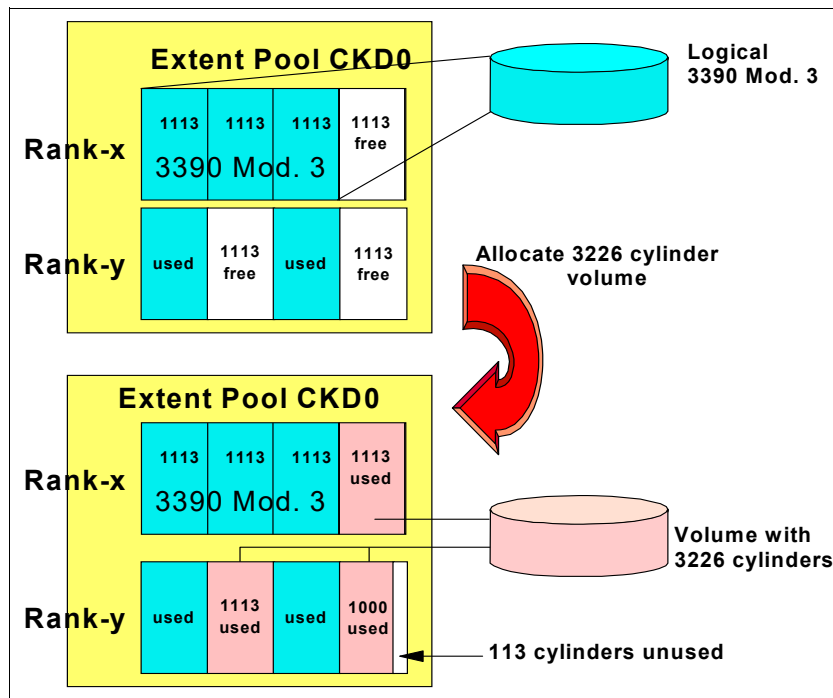 Extent Pool CKD0
Logical
3390 Mod. 3
Rank-x
1113 1113 1113 1113
free
3390 Mod. 3
Rank-y
used 1113
free used 1113
free
Allocate 3226 cylinder
volume
Extent Pool CKD0
Rank-x
1113 1113 1113 1113
used
3390 Mod. 3
Volume with
3226 cylinders
Rank-y
used 1113
used used 1000
used
113 cylinders unused